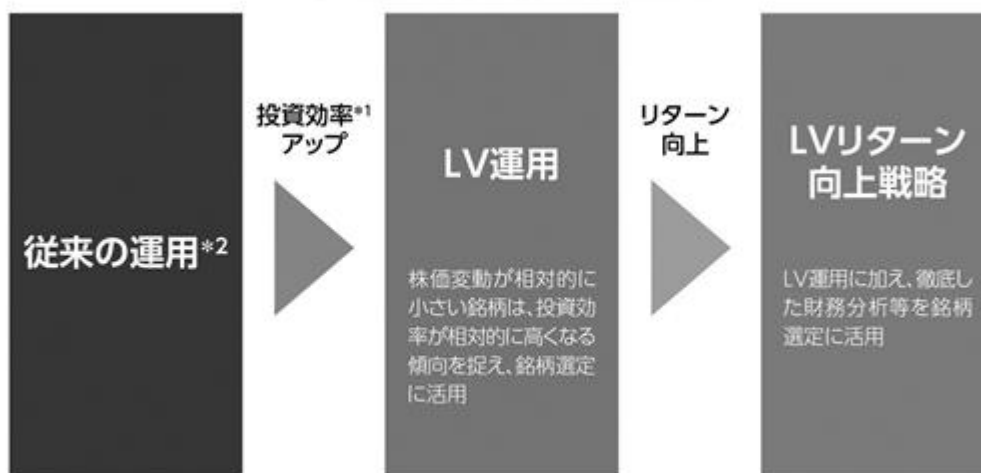 従来の運用*2
投資効率*1
アップ
LV運用
株価変動が相対的に
小さい銘柄は、投資効
率が相対的に高くなる
傾向を捉え、銘柄選定
に活用
リターン
向上
LVリターン
向上戦略
LV運用に加え、徹底し
た財務分析等を銘柄
選定に活用